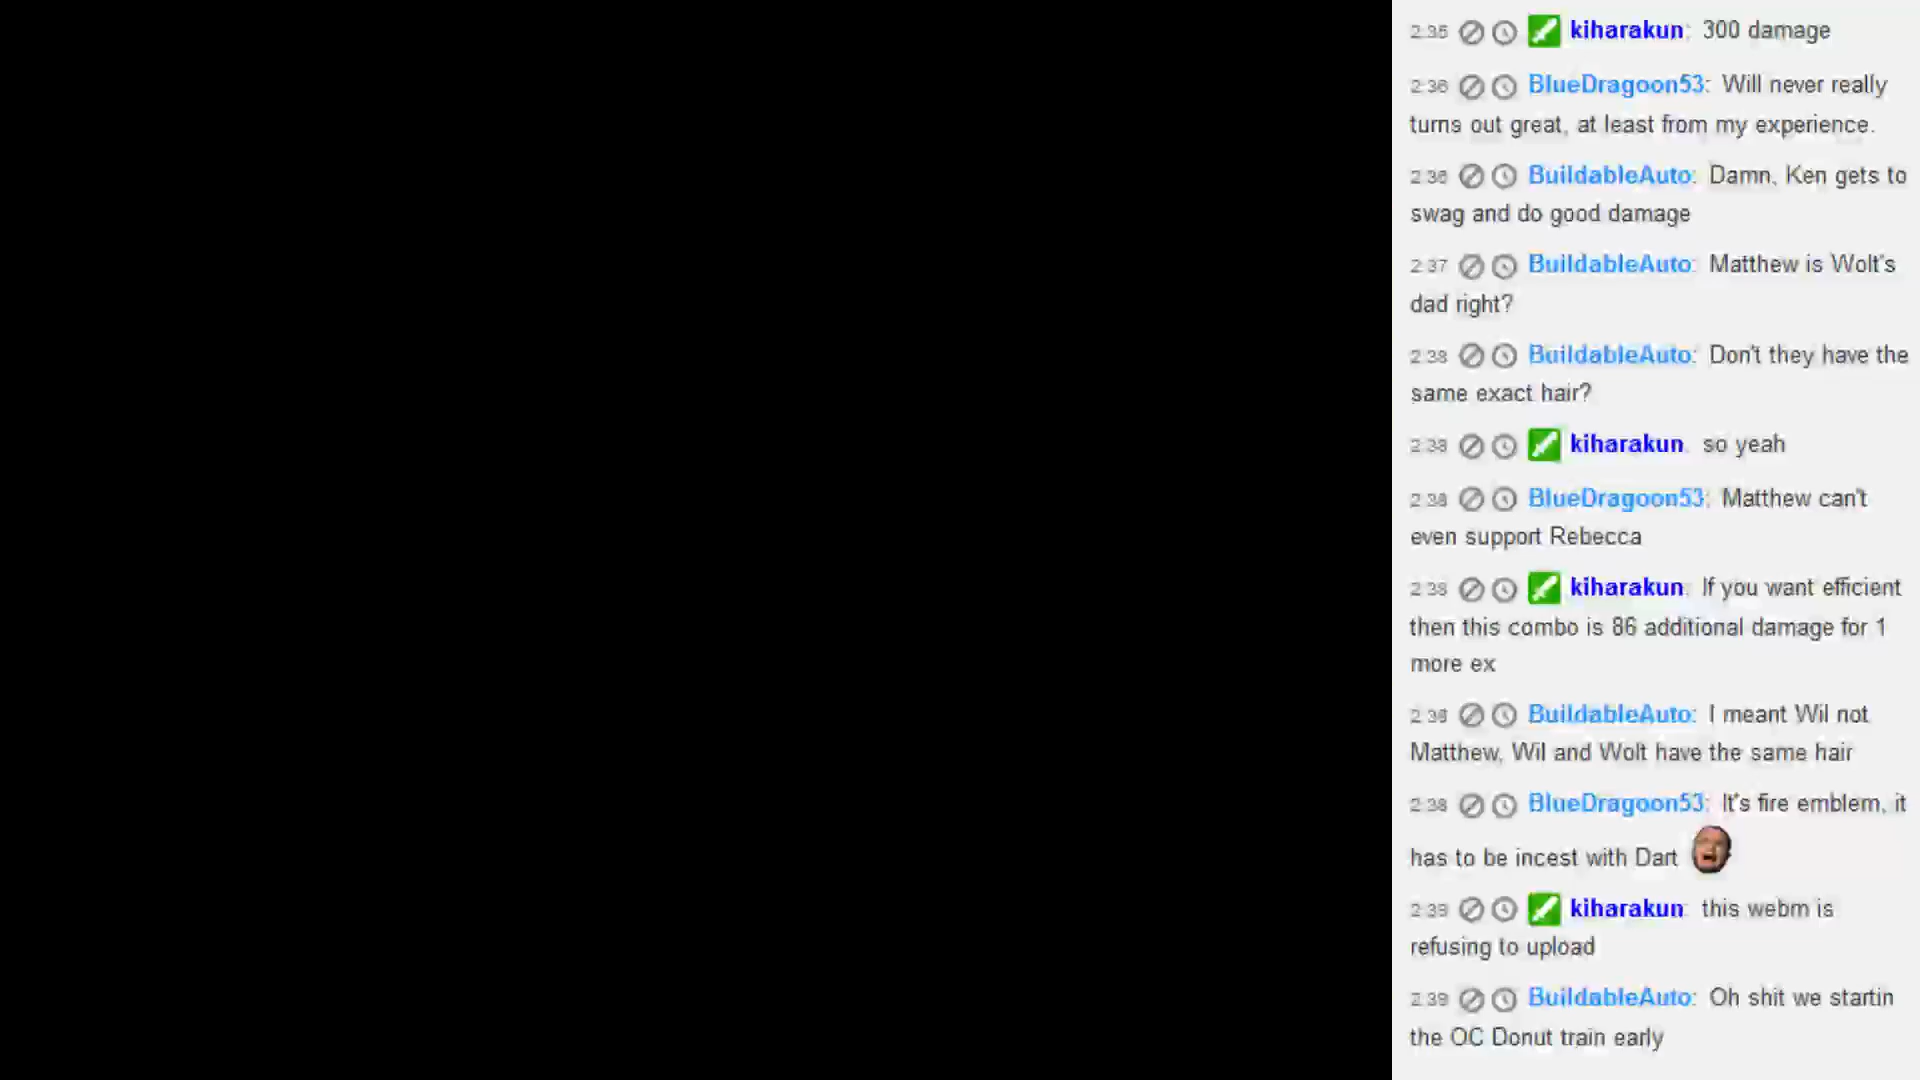 2:35 kiharakun: 300 damage
2:36 BlueDragoon53: Will never really
turns out great, at least from my experience.
2:36 BuildableAuto: Damn, Ken gets to
swag and do good damage
2:37 BuildableAuto: Matthew is Wolt's
dad right?
2:38 BuildableAuto: Don't they have the
same exact hair?
2:38 kiharakun: so yeah
2:38 BlueDragoon53: Matthew can't
even support Rebecca
2:38 kiharakun: If you want efficient
then this combo is 86 additional damage for 1
more ex
2:38 BuildableAuto: I meant Wil not
Matthew, Wil and Wolt have the same hair
2:38 BlueDragoon53: It's fire emblem, it
has to be incest with Dart
2:39 kiharakun: this webm is
refusing to upload
2:39 BuildableAuto: Oh shit we startin
the OC Donut train early